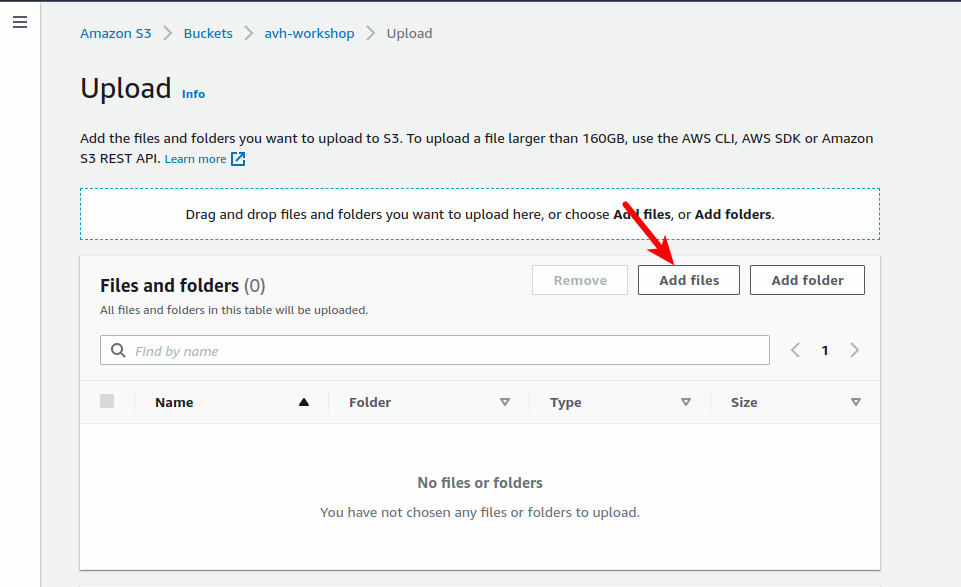 Amazon S3 > Buckets > avh-workshop > Upload
Upload Info
Add the files and folders you want to upload to S3. To upload a file larger than 160GB, use the AWS CLI, AWS SDK or Amazon
S3 REST API. Learn more
Drag and drop files and folders you want to upload here, or choose Add files, or Add folders.
Files and folders (0)
Remove
Add files
Add folder
All files and folders in this table will be uploaded.
Find by name
1
Name Folder Type Size
No files or folders
You have not chosen any files or folders to upload.